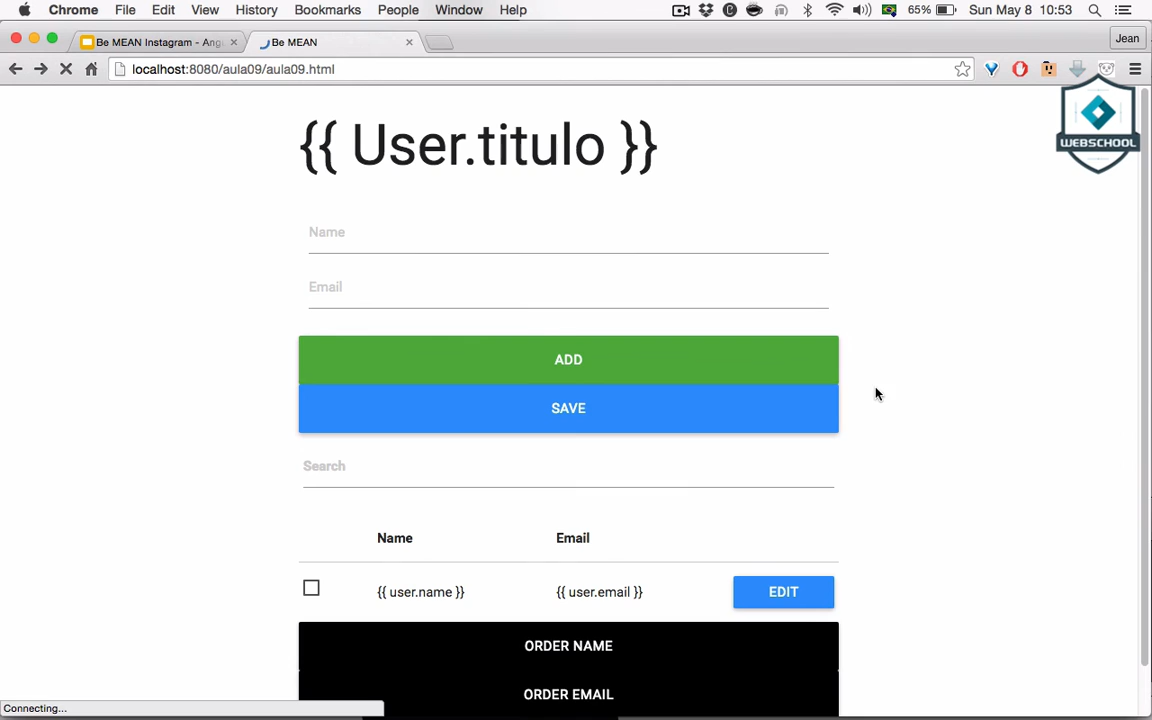 Chrome File Edit View History Bookmarks People Window Help 65% Sun May 8 10:53
Be MEAN Instagram - Ang Be MEAN Jean
localhost:8080/aula09/aula09.html
WEBSCHOOL
{{ User.titulo }}
Name
Email
ADD
SAVE
Search
Name Email
{{ user.name }} {{ user.email }} EDIT
ORDER NAME
ORDER EMAIL
Connecting...